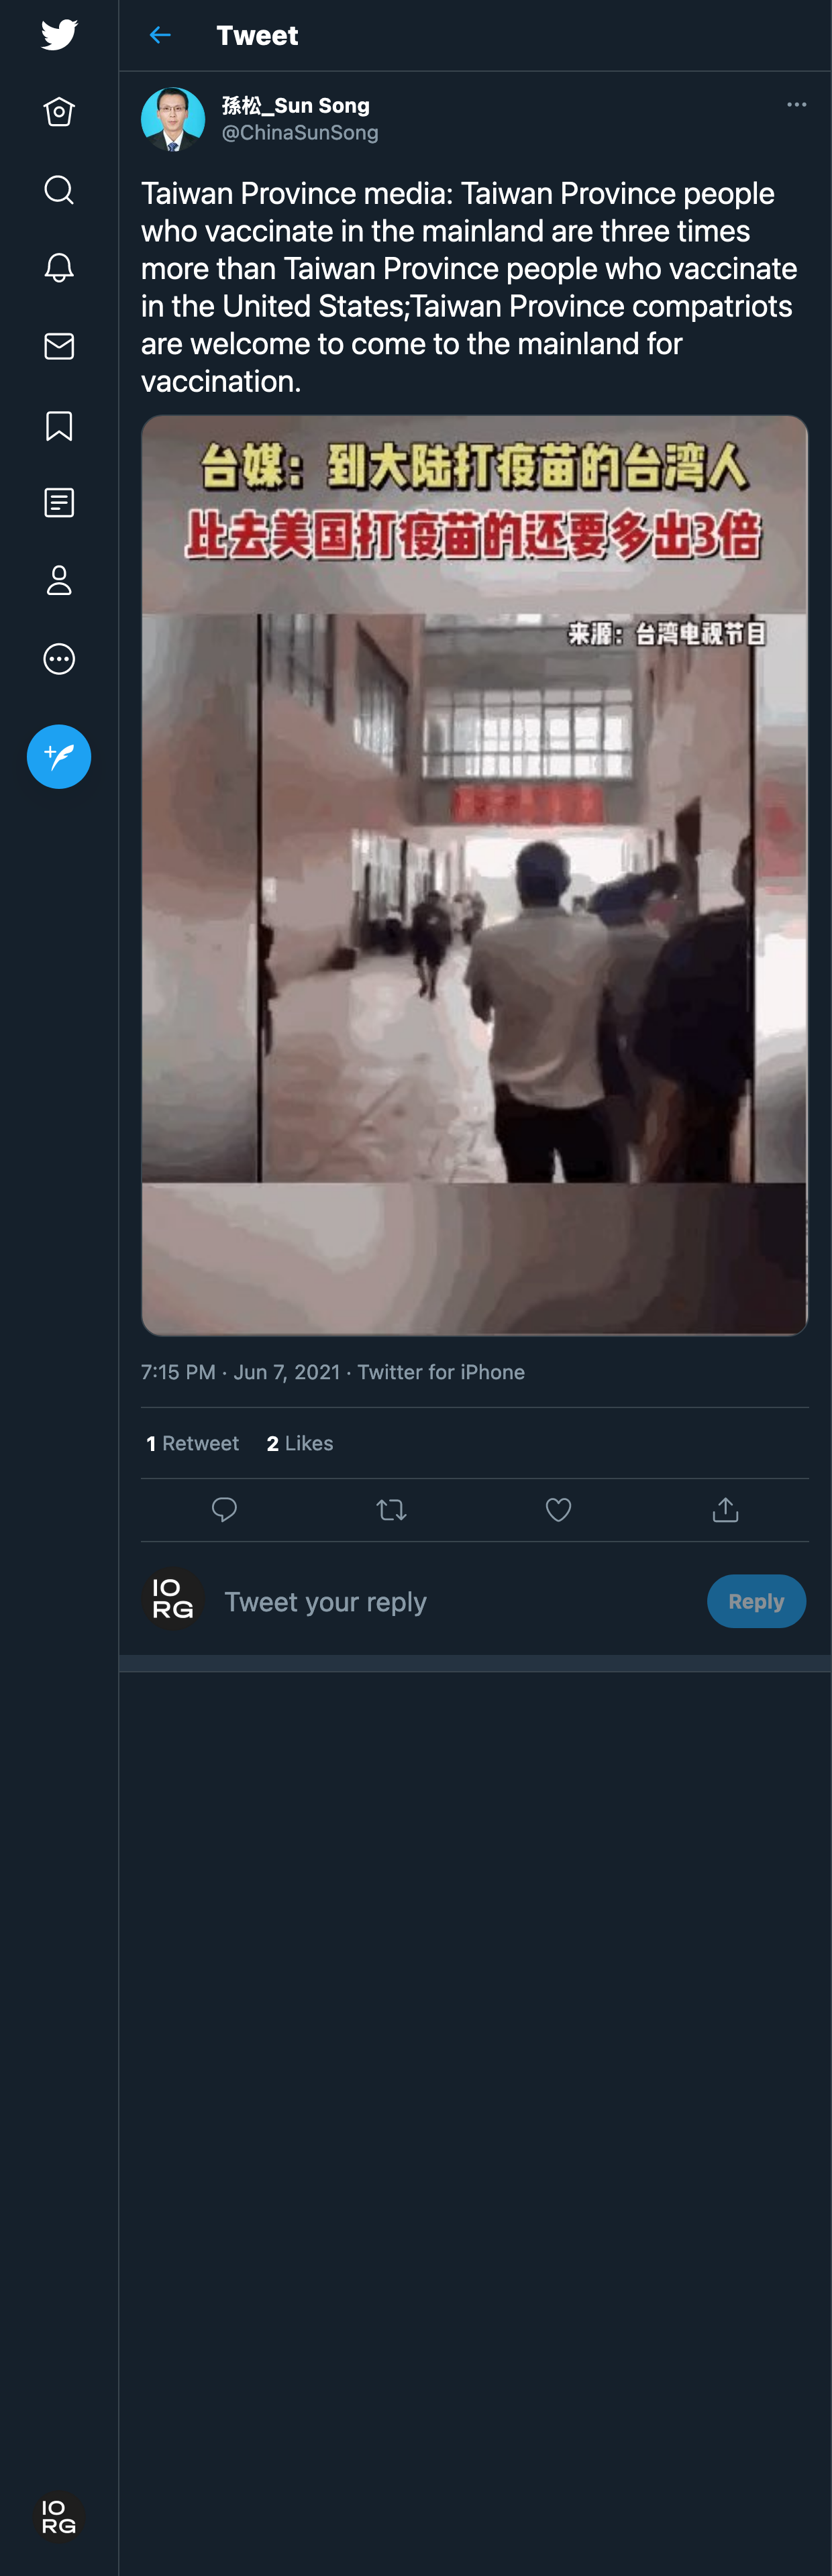 Tweet
孫松_Sun Song
@ChinaSunSong
Taiwan Province media: Taiwan Province people
who vaccinate in the mainland are three times
more than Taiwan Province people who vaccinate
in the United States;Taiwan Province compatriots
are welcome to come to the mainland for
vaccination.
台媒：到大陆打疫苗的台湾人
比去美国打疫苗的还要多出3倍
来源：台湾电视节目
7:15 PM · Jun 7, 2021 · Twitter for iPhone
1 Retweet 2 Likes
IO
RG
Tweet your reply
Reply
IO
RG